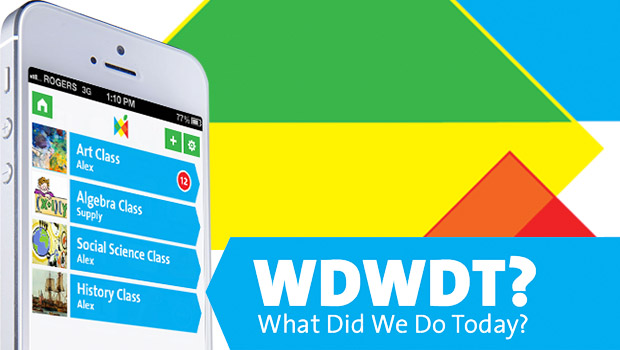 ROGERS 3G
1:10 PM
77%
Art Class
Alex
12
Algebra Class
Supply
Social Science Class
Alex
History Class
Alex
WDWDT?
What Did We Do Today?